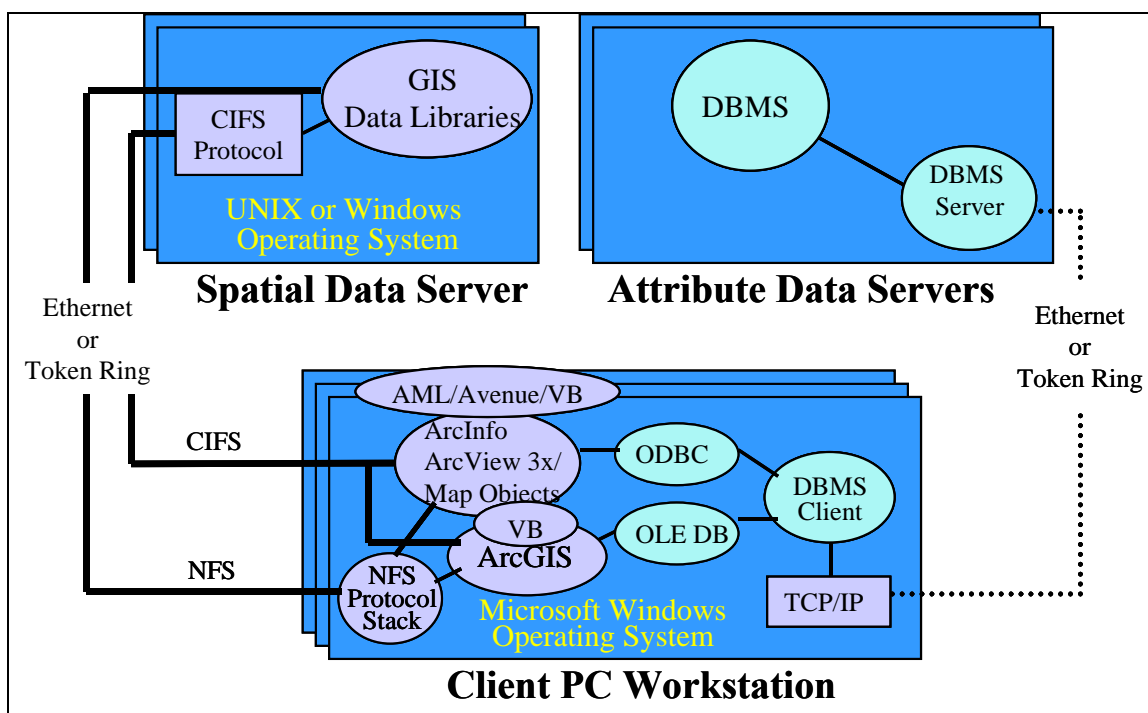 GIS
Data Libraries
CIFS
Protocol
UNIX or Windows
Operating System
Spatial Data Server
DBMS
DBMS
Server
Attribute Data Servers
Ethernet
or
Token Ring
Ethernet
or
Token Ring
AML/Avenue/VB
ArcInfo
ArcView 3x/
Map Objects
CIFS
ODBC
DBMS
Client
VB
ArcGIS
OLE DB
NFS
NFS
Protocol
Stack
TCP/IP
Microsoft Windows
Operating System
Client PC Workstation